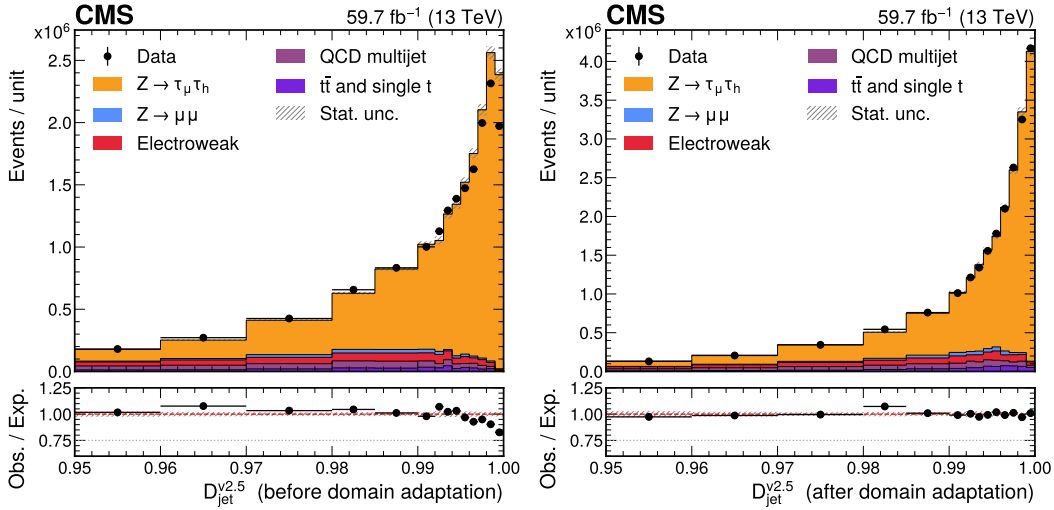 CMS 59.7 fb⁻¹ (13 TeV)
×10⁶
Events / unit
2.5
2.0
1.5
1.0
0.5
0.0
Data
Z → τμτh
Z → μμ
Electroweak
QCD multijet
tt̄ and single t
Stat. unc.
Obs. / Exp.
1.25
1.00
0.75
0.95 0.96 0.97 0.98 0.99 1.00
D_jet^v2.5 (before domain adaptation)
CMS 59.7 fb⁻¹ (13 TeV)
×10⁶
Events / unit
4.0
3.5
3.0
2.5
2.0
1.5
1.0
0.5
0.0
Data
Z → τμτh
Z → μμ
Electroweak
QCD multijet
tt̄ and single t
Stat. unc.
Obs. / Exp.
1.25
1.00
0.75
0.95 0.96 0.97 0.98 0.99 1.00
D_jet^v2.5 (after domain adaptation)